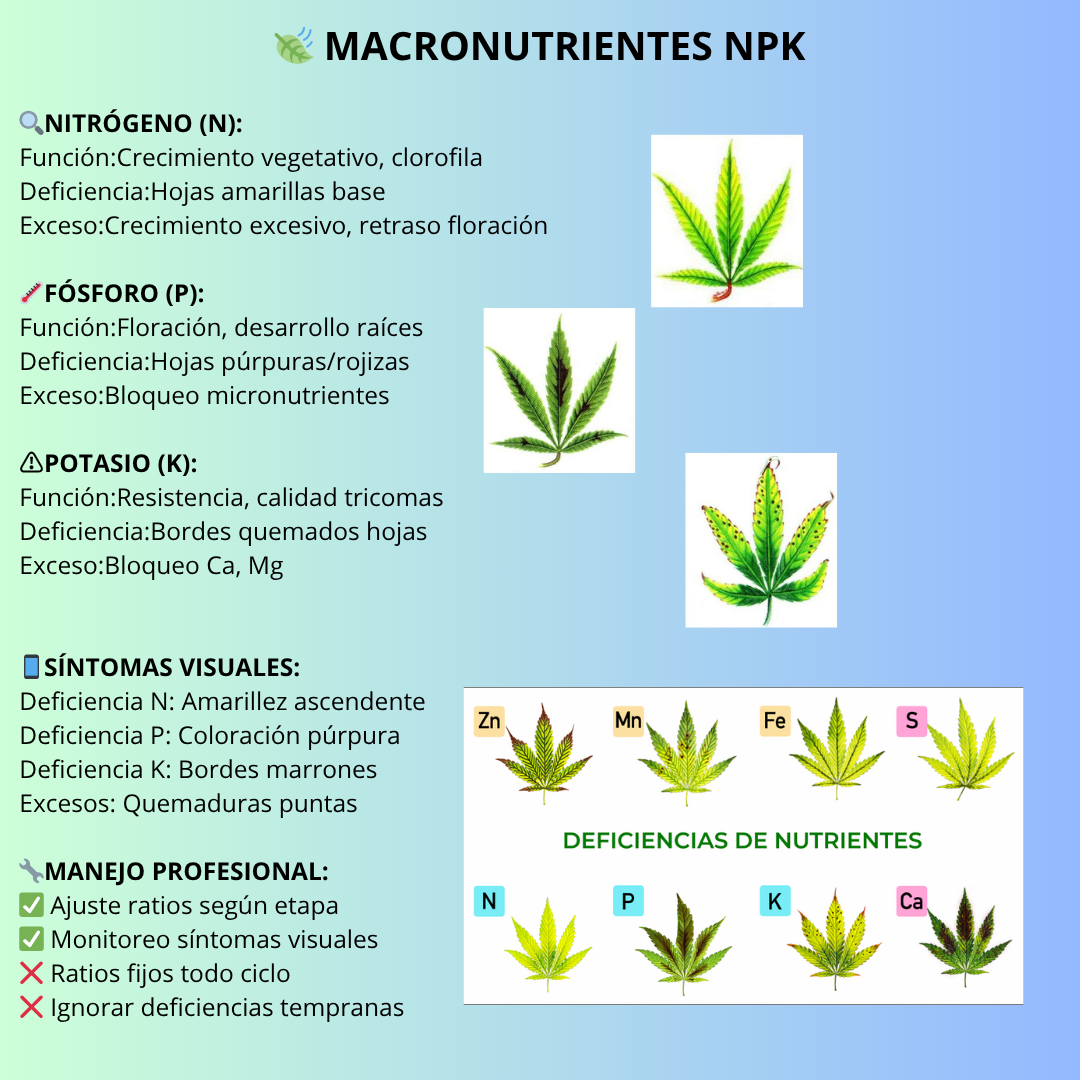 🍃 MACRONUTRIENTES NPK
🔍NITRÓGENO (N):
Función:Crecimiento vegetativo, clorofila
Deficiencia:Hojas amarillas base
Exceso:Crecimiento excesivo, retraso floración
🌡️FÓSFORO (P):
Función:Floración, desarrollo raíces
Deficiencia:Hojas púrpuras/rojizas
Exceso:Bloqueo micronutrientes
⚠POTASIO (K):
Función:Resistencia, calidad tricomas
Deficiencia:Bordes quemados hojas
Exceso:Bloqueo Ca, Mg
📱SÍNTOMAS VISUALES:
Deficiencia N: Amarillez ascendente
Deficiencia P: Coloración púrpura
Deficiencia K: Bordes marrones
Excesos: Quemaduras puntas
🔧MANEJO PROFESIONAL:
✅ Ajuste ratios según etapa
✅ Monitoreo síntomas visuales
❌ Ratios fijos todo ciclo
❌ Ignorar deficiencias tempranas
Zn Mn Fe S
DEFICIENCIAS DE NUTRIENTES
N P K Ca